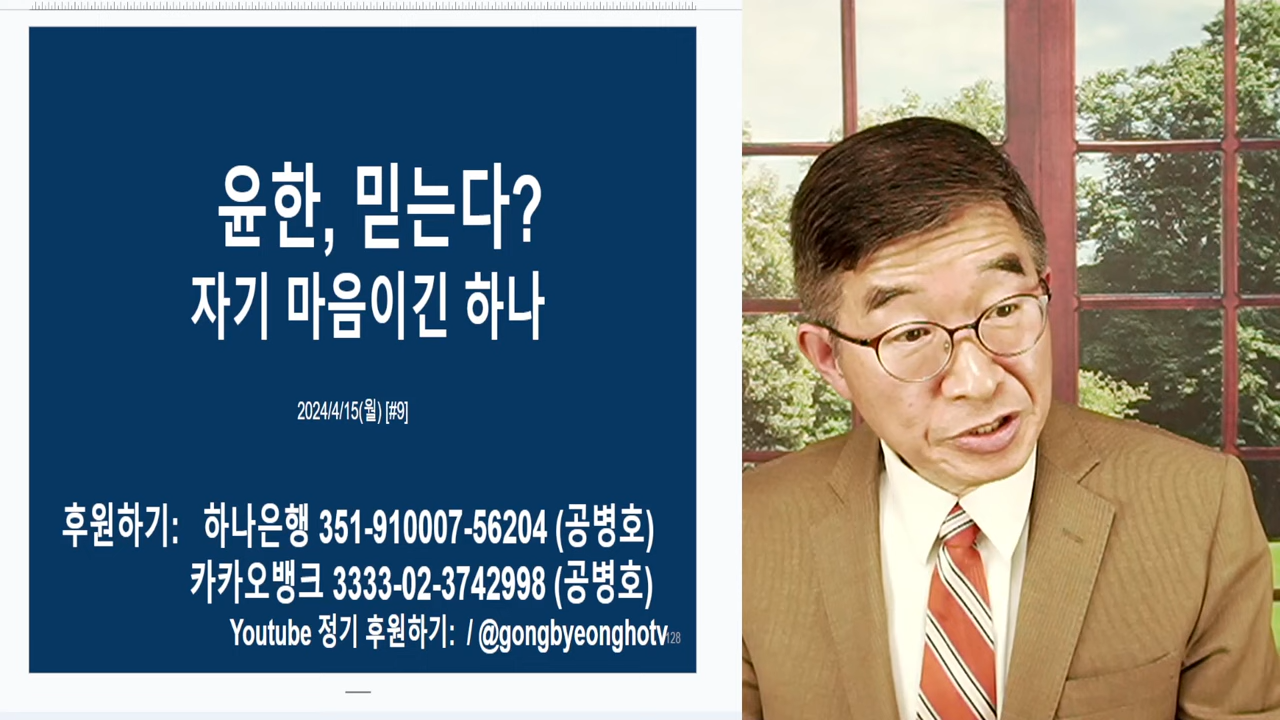 윤한, 믿는다?
자기 마음이긴 하나
2024/4/15(월) [#9]
후원하기: 하나은행 351-910007-56204 (공병호)
카카오뱅크 3333-02-3742998 (공병호)
Youtube 정기 후원하기: / @gongbyeonghotv
128